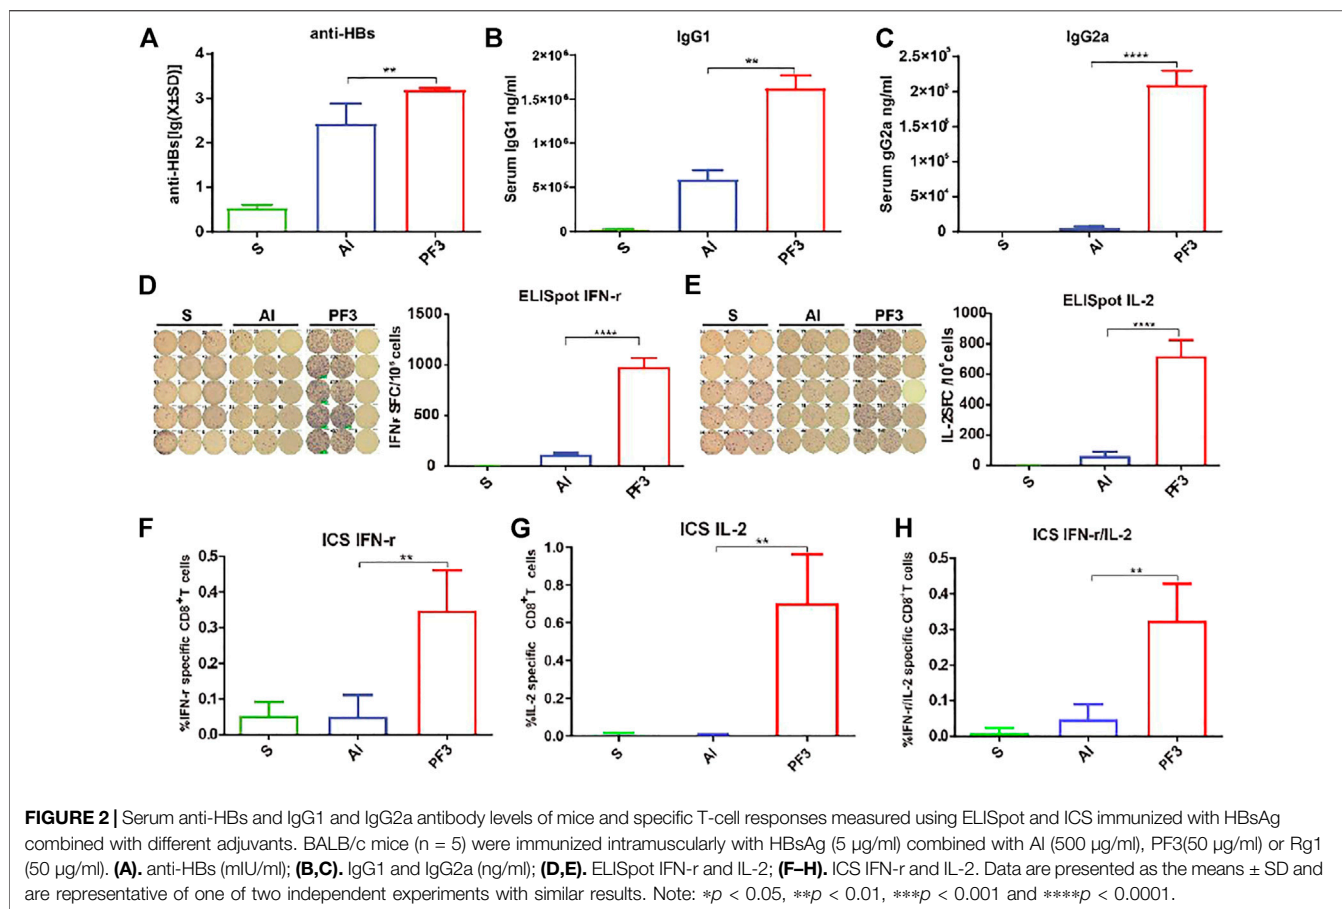 A
anti-HBs
anti-HBs[lg(X±SD)]
4
3
2
1
0
**
S
Al
PF3
B
IgG1
Serum IgG1 ng/ml
2×10⁶
1.5×10⁶
1×10⁶
5×10⁵
0
**
S
Al
PF3
C
IgG2a
Serum gG2a ng/ml
2.5×10⁵
2×10⁵
1.5×10⁵
1×10⁵
5×10⁴
0
****
S
Al
PF3
D
S
Al
PF3
ELISpot IFN-r
1500
1000
500
0
****
S
Al
PF3
E
S
Al
PF3
ELISpot IL-2
1000
800
600
400
200
0
****
S
Al
PF3
F
ICS IFN-r
%IFN-r specific CD8⁺T cells
0.5
0.4
0.3
0.2
0.1
0.0
**
S
Al
PF3
G
ICS IL-2
%IL-2 specific CD8⁺T cells
1.0
0.8
0.6
0.4
0.2
0.0
**
S
Al
PF3
H
ICS IFN-r/IL-2
%IFN-r/IL-2 specific CD8⁺T cells
0.5
0.4
0.3
0.2
0.1
0.0
**
S
Al
PF3
FIGURE 2 | Serum anti-HBs and IgG1 and IgG2a antibody levels of mice and specific T-cell responses measured using ELISpot and ICS immunized with HBsAg
combined with different adjuvants. BALB/c mice (n = 5) were immunized intramuscularly with HBsAg (5 µg/ml) combined with Al (500 µg/ml), PF3(50 µg/ml) or Rg1
(50 µg/ml). (A). anti-HBs (mIU/ml); (B,C). IgG1 and IgG2a (ng/ml); (D,E). ELISpot IFN-r and IL-2; (F–H). ICS IFN-r and IL-2. Data are presented as the means ± SD and
are representative of one of two independent experiments with similar results. Note: ∗p < 0.05, ∗∗p < 0.01, ∗∗∗p < 0.001 and ∗∗∗∗p < 0.0001.